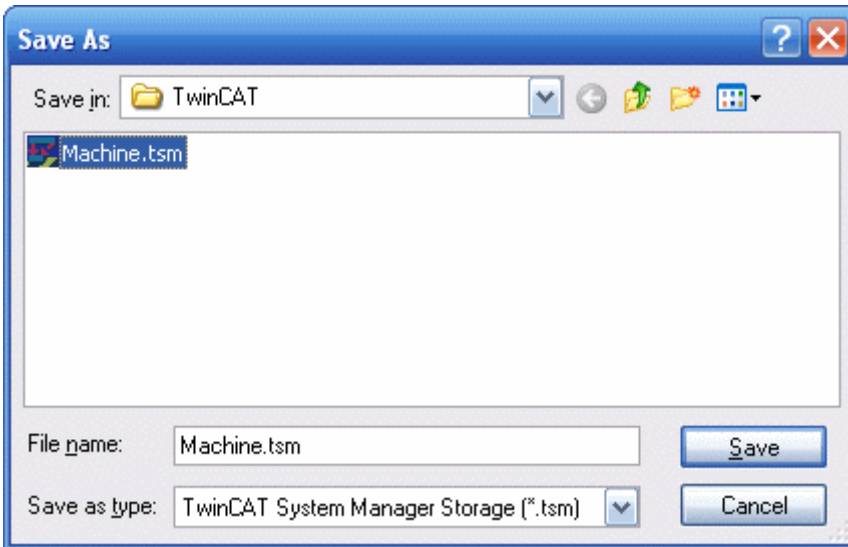 Save As
Save in: TwinCAT
Machine.tsm
File name: Machine.tsm Save
Save as type: TwinCAT System Manager Storage (*.tsm) Cancel